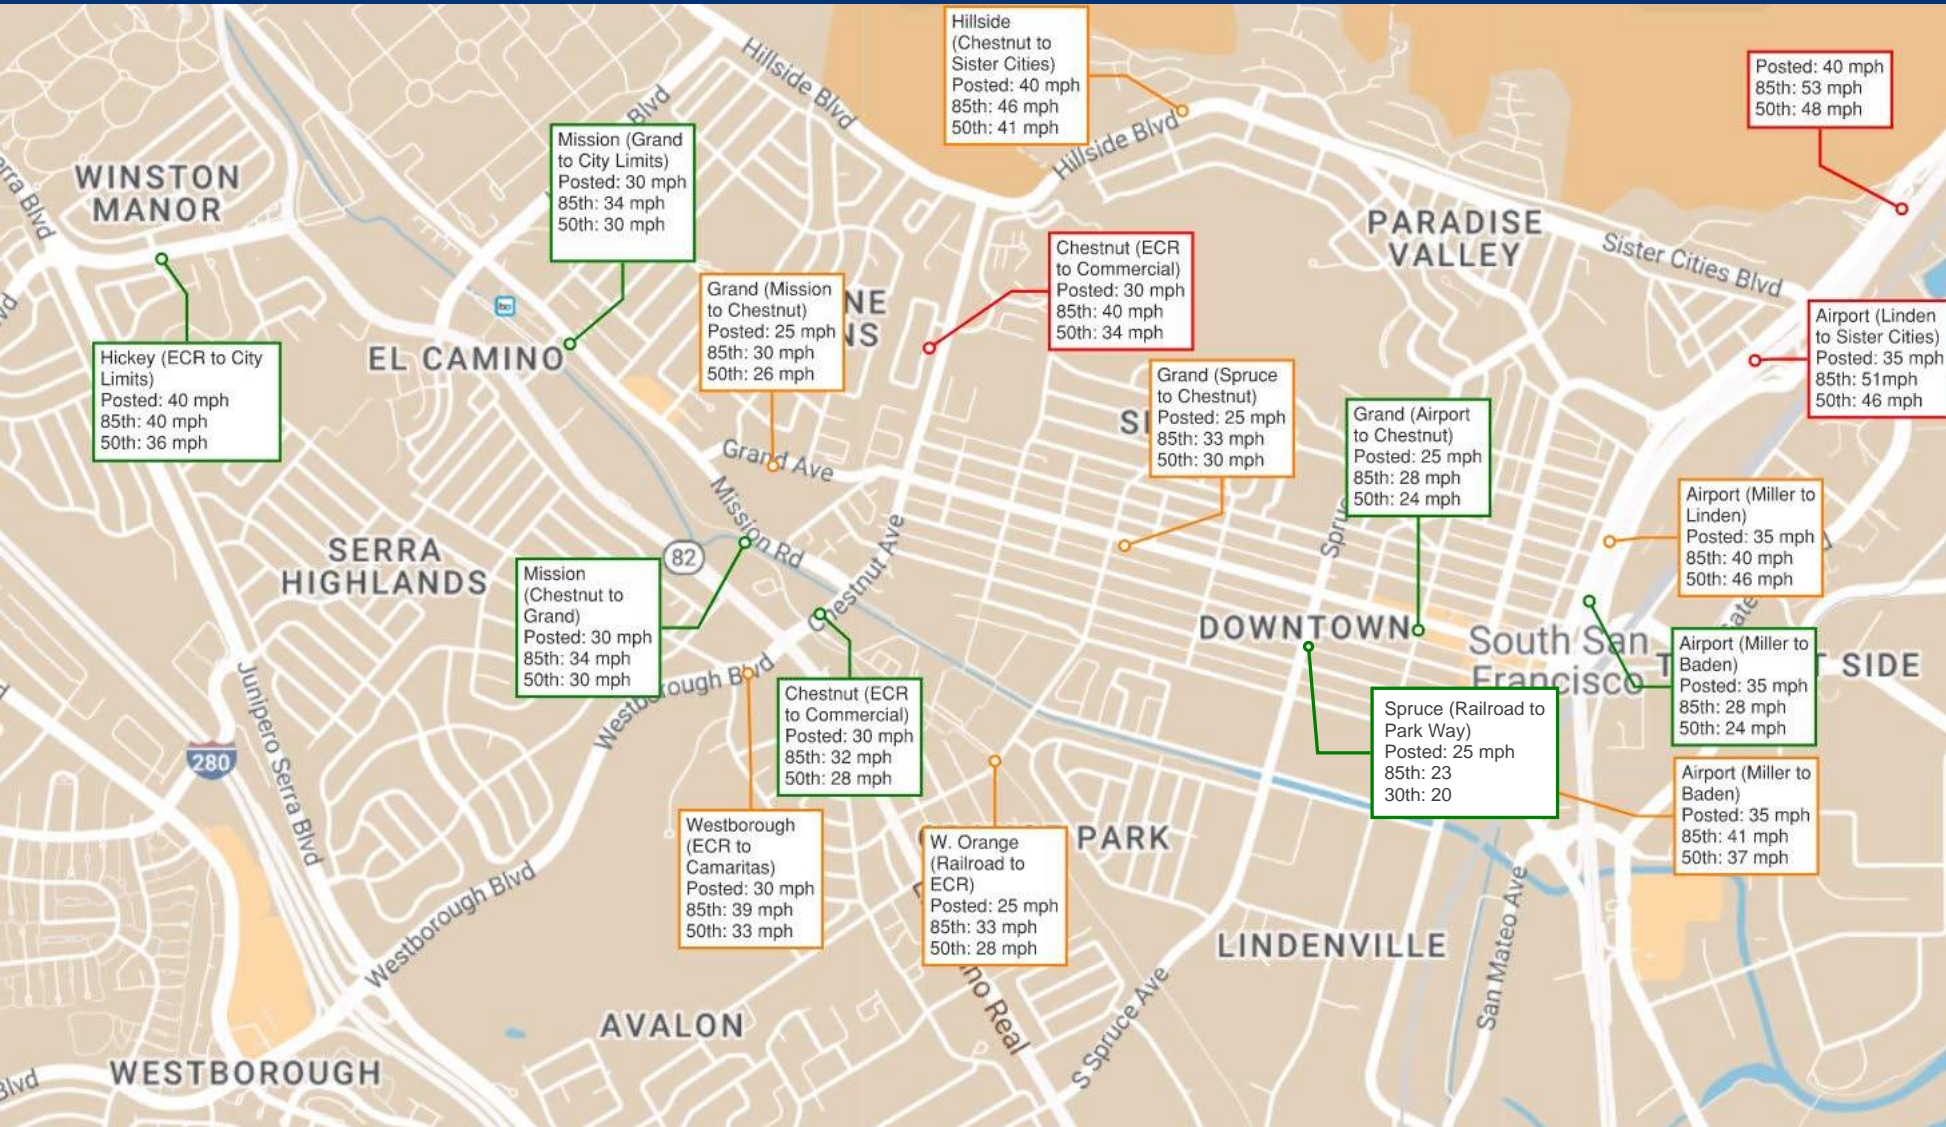 Hillside
(Chestnut to
Sister Cities)
Posted: 40 mph
85th: 46 mph
50th: 41 mph
Posted: 40 mph
85th: 53 mph
50th: 48 mph
Hillside Blvd
Blvd
Hillside Blvd
Mission (Grand
to City Limits)
Posted: 30 mph
85th: 34 mph
50th: 30 mph
WINSTON
MANOR
PARADISE
VALLEY
Sister Cities Blvd
Chestnut (ECR
to Commercial)
Posted: 30 mph
85th: 40 mph
50th: 34 mph
Grand (Mission
to Chestnut)
Posted: 25 mph
85th: 30 mph
50th: 26 mph
NE
NS
Airport (Linden
to Sister Cities)
Posted: 35 mph
85th: 51mph
50th: 46 mph
EL CAMINO
Hickey (ECR to City
Limits)
Posted: 40 mph
85th: 40 mph
50th: 36 mph
Grand (Spruce
to Chestnut)
Posted: 25 mph
85th: 33 mph
50th: 30 mph
Grand (Airport
to Chestnut)
Posted: 25 mph
85th: 28 mph
50th: 24 mph
Grand Ave
Mission Rd
Chestnut Ave
Spruc
Airport (Miller to
Linden)
Posted: 35 mph
85th: 40 mph
50th: 46 mph
SERRA
HIGHLANDS
82
Mission
(Chestnut to
Grand)
Posted: 30 mph
85th: 34 mph
50th: 30 mph
DOWNTOWN
South San
Francisco
SIDE
Airport (Miller to
Baden)
Posted: 35 mph
85th: 28 mph
50th: 24 mph
Westborough Blvd
Junipero Serra Blvd
Chestnut (ECR
to Commercial)
Posted: 30 mph
85th: 32 mph
50th: 28 mph
Spruce (Railroad to
Park Way)
Posted: 25 mph
85th: 23
30th: 20
280
Airport (Miller to
Baden)
Posted: 35 mph
85th: 41 mph
50th: 37 mph
Westborough
(ECR to
Camaritas)
Posted: 30 mph
85th: 39 mph
50th: 33 mph
PARK
W. Orange
(Railroad to
ECR)
Posted: 25 mph
85th: 33 mph
50th: 28 mph
Westborough Blvd
LINDENVILLE
San Mateo Ave
Real
S Spruce Ave
AVALON
WESTBOROUGH
Blvd